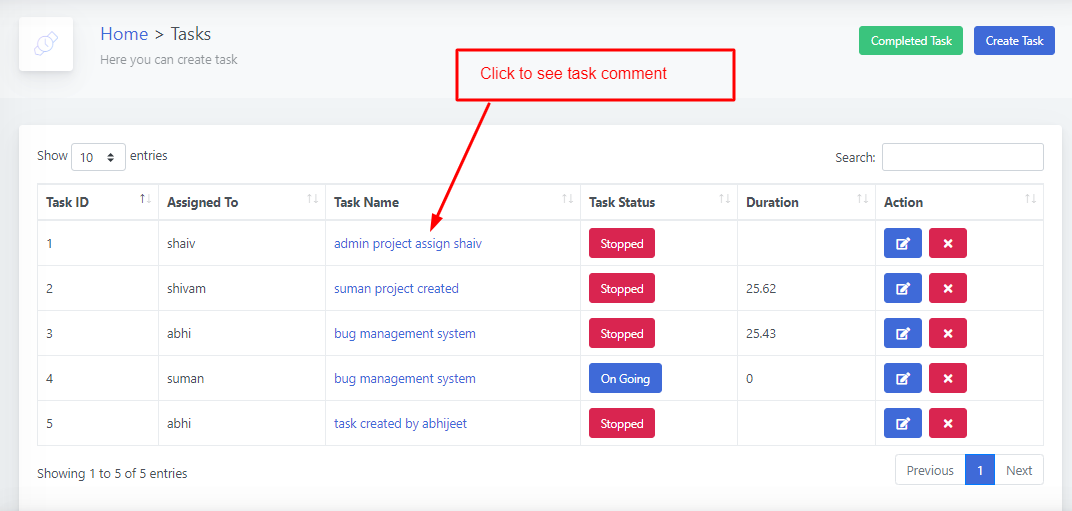 Home > Tasks
Here you can create task
Completed Task
Create Task
Click to see task comment
Show 10 entries
Search:
Task ID Assigned To Task Name Task Status Duration Action
1 shaiv admin project assign shaiv Stopped
2 shivam suman project created Stopped 25.62
3 abhi bug management system Stopped 25.43
4 suman bug management system On Going 0
5 abhi task created by abhijeet Stopped
Showing 1 to 5 of 5 entries
Previous 1 Next